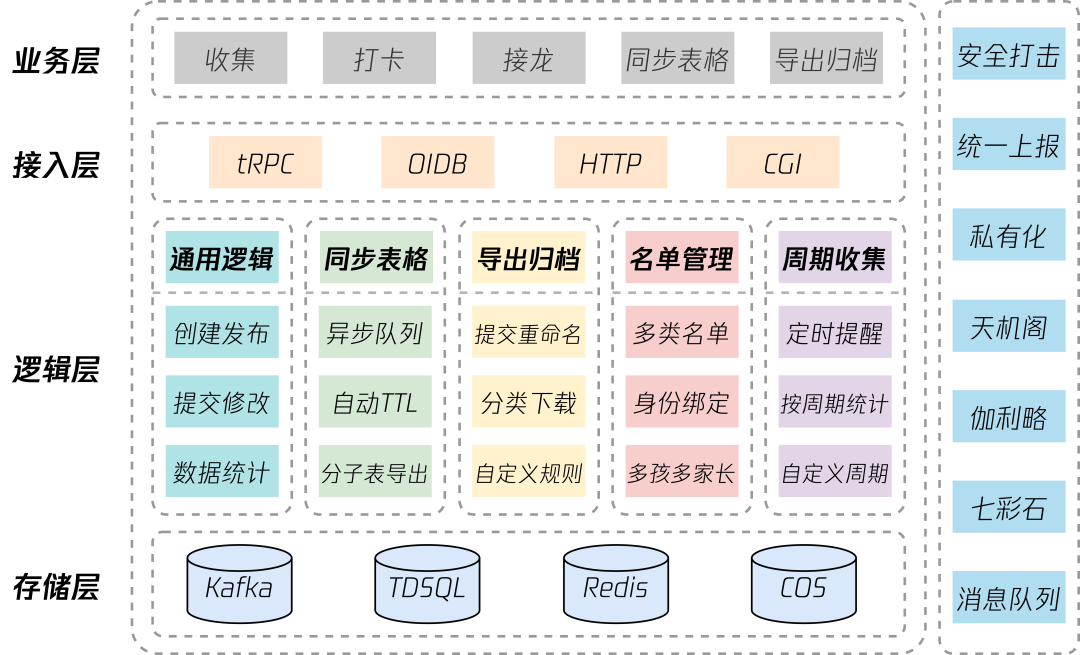 业务层
收集
打卡
接龙
同步表格
导出归档
接入层
tRPC
OIDB
HTTP
CGI
逻辑层
通用逻辑
创建发布
提交修改
数据统计
同步表格
异步队列
自动TTL
分子表导出
导出归档
提交重命名
分类下载
自定义规则
名单管理
多类名单
身份绑定
多孩多家长
周期收集
定时提醒
按周期统计
自定义周期
存储层
Kafka
TDSQL
Redis
COS
安全打击
统一上报
私有化
天机阁
伽利略
七彩石
消息队列